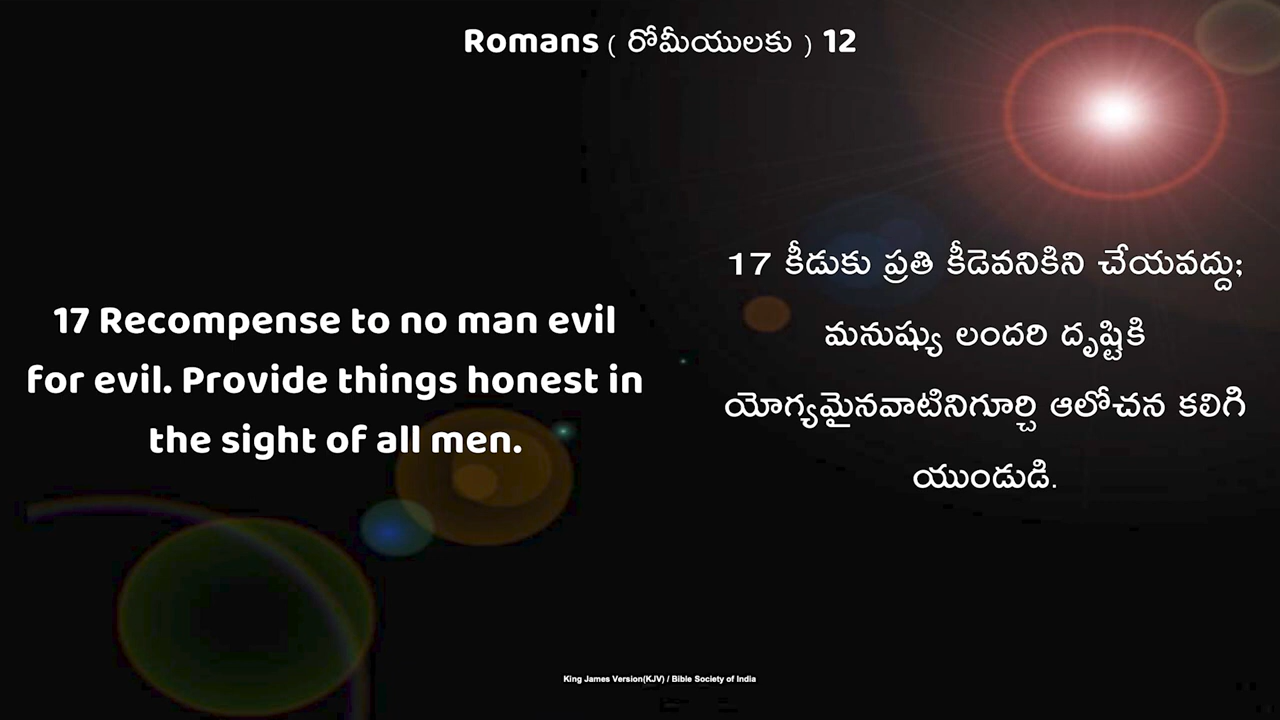 Romans ( రోమీయులకు ) 12
17 Recompense to no man evil
for evil. Provide things honest in
the sight of all men.
17 కీడుకు ప్రతి కీడెవనికిని చేయవద్దు;
మనుష్యు లందరి దృష్టికి
యోగ్యమైనవాటినిగూర్చి ఆలోచన కలిగి
యుండుడి.
King James Version(KJV) / Bible Society of India